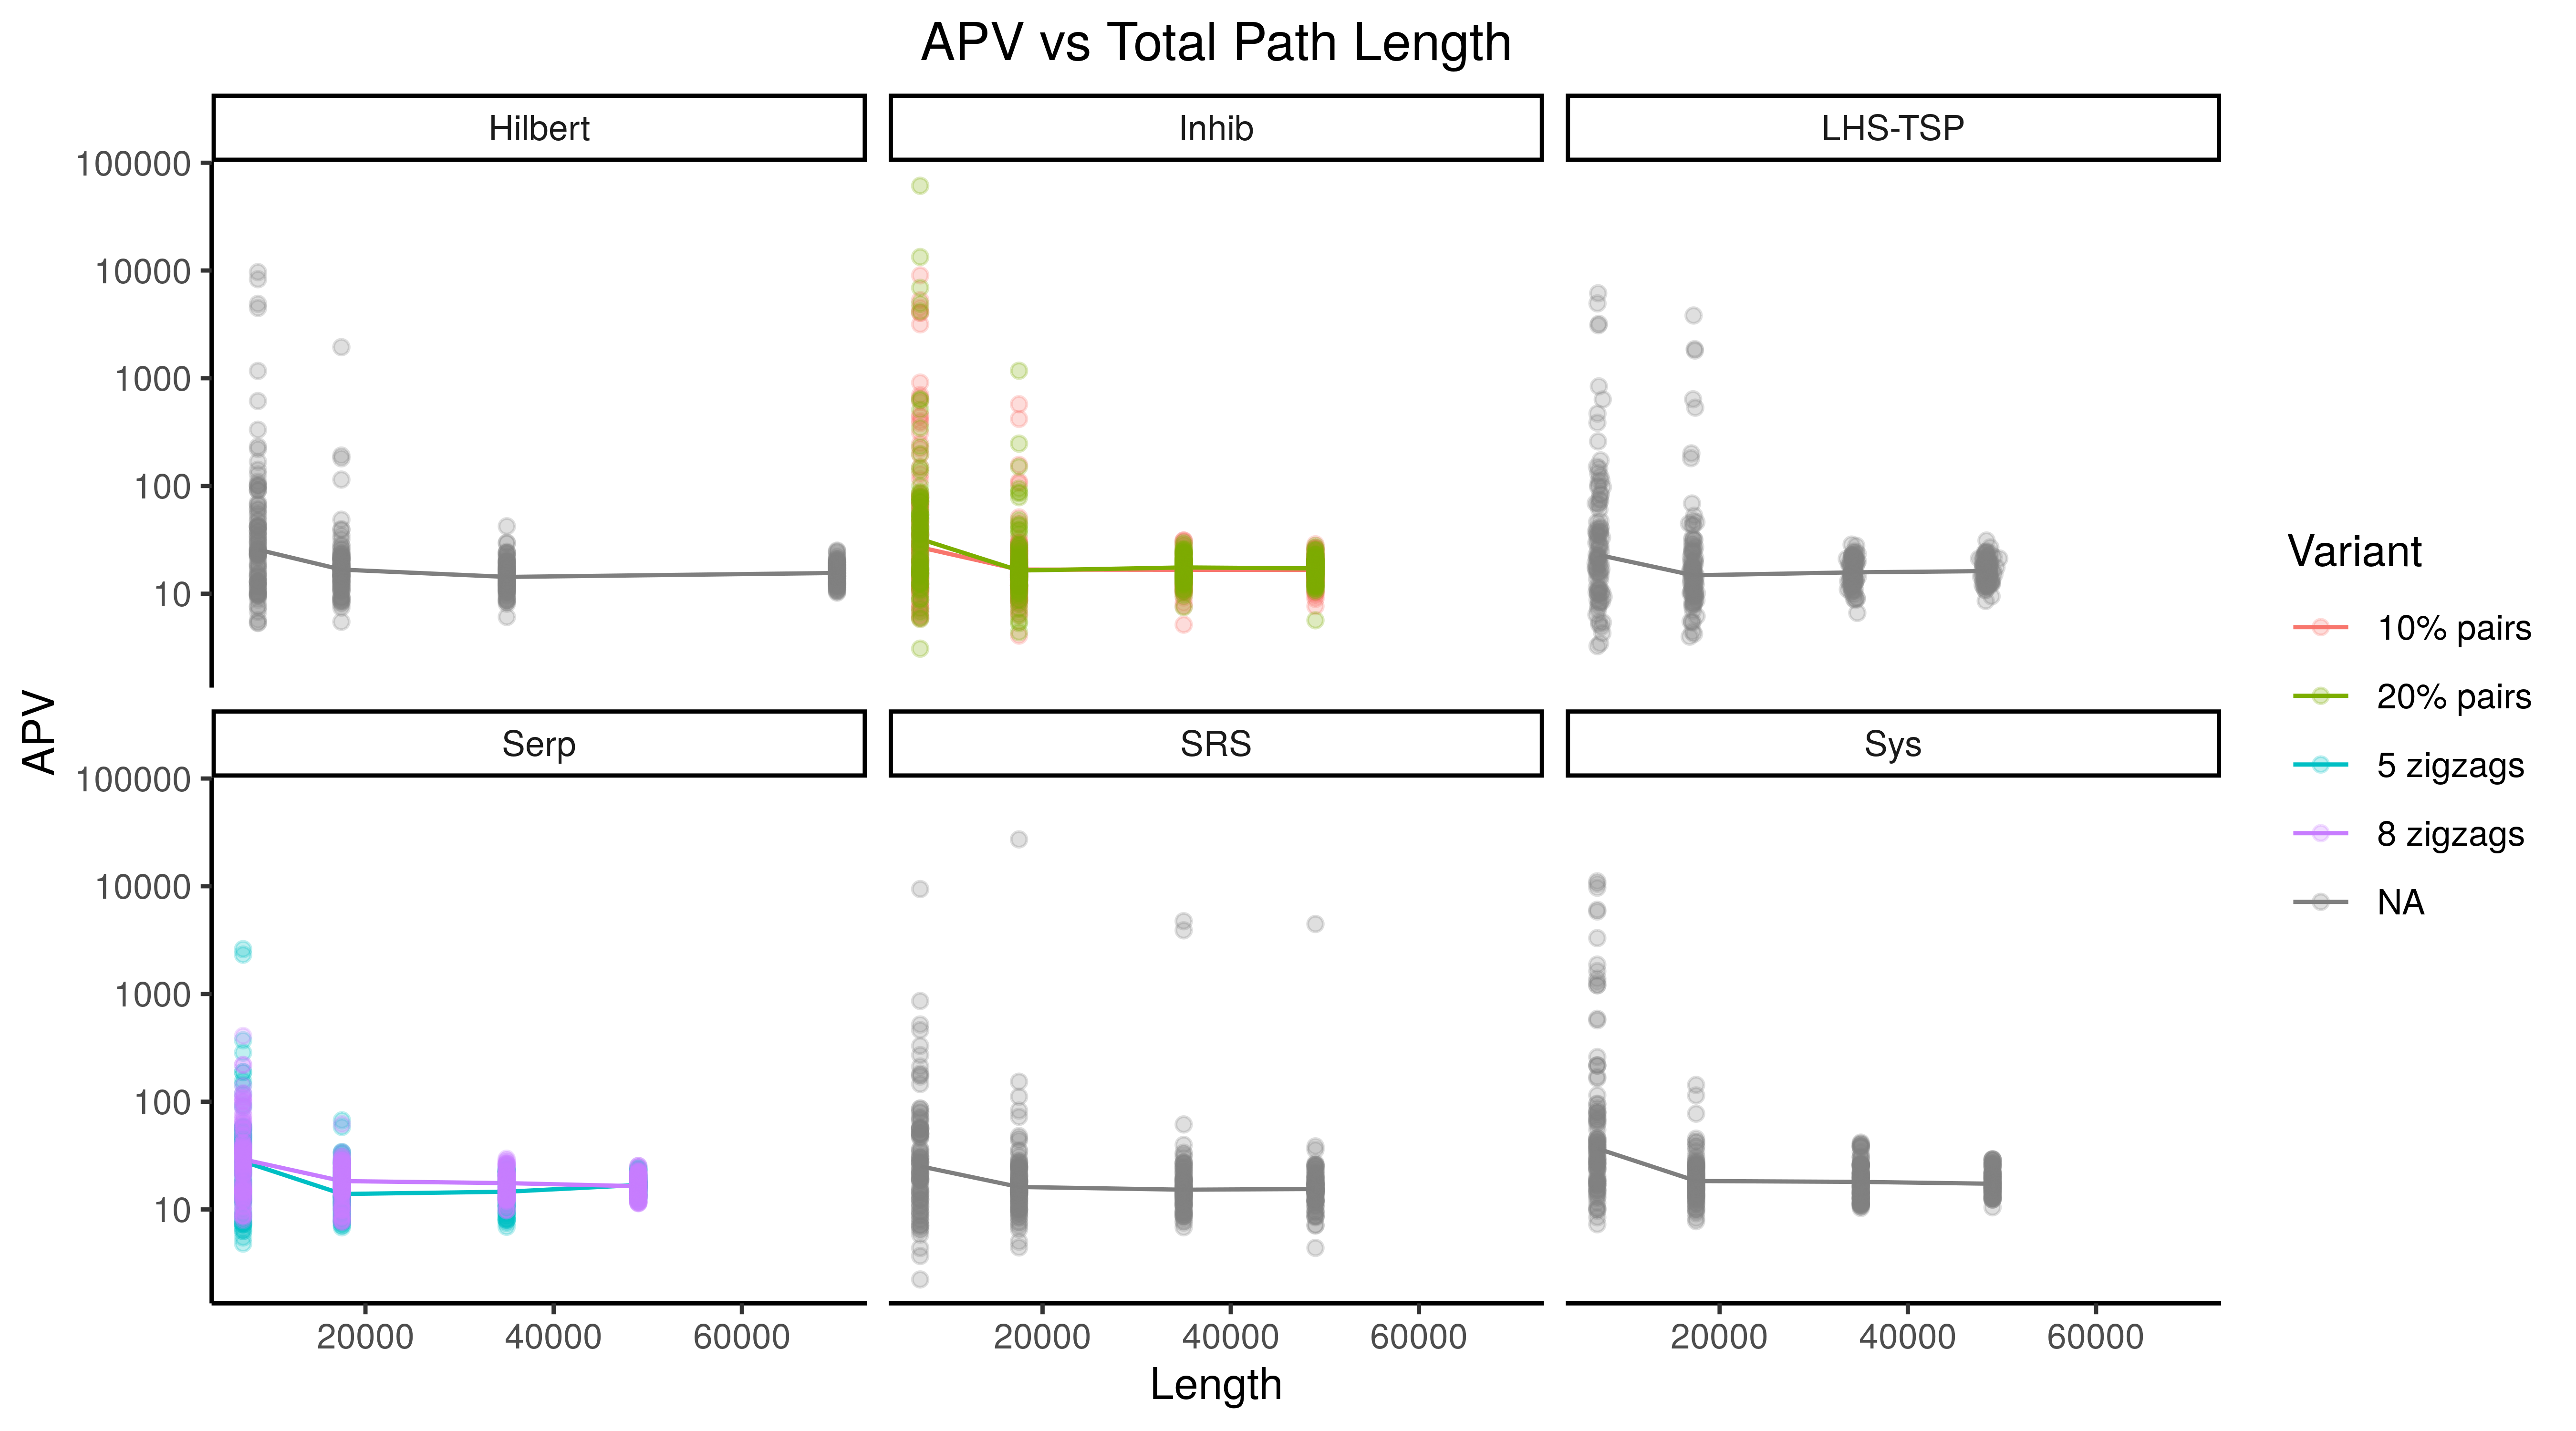 APV vs Total Path Length
Hilbert
Inhib
LHS-TSP
100000
10000
1000
100
10
Serp
SRS
Sys
100000
10000
1000
100
10
20000
40000
60000
20000
40000
60000
20000
40000
60000
Length
APV
Variant
10% pairs
20% pairs
5 zigzags
8 zigzags
NA